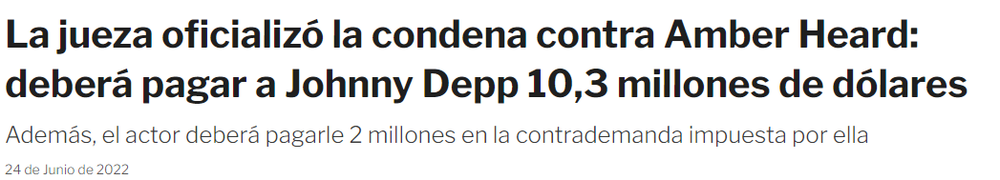 La jueza oficializó la condena contra Amber Heard:
deberá pagar a Johnny Depp 10,3 millones de dólares
Además, el actor deberá pagarle 2 millones en la contrademanda impuesta por ella
24 de Junio de 2022